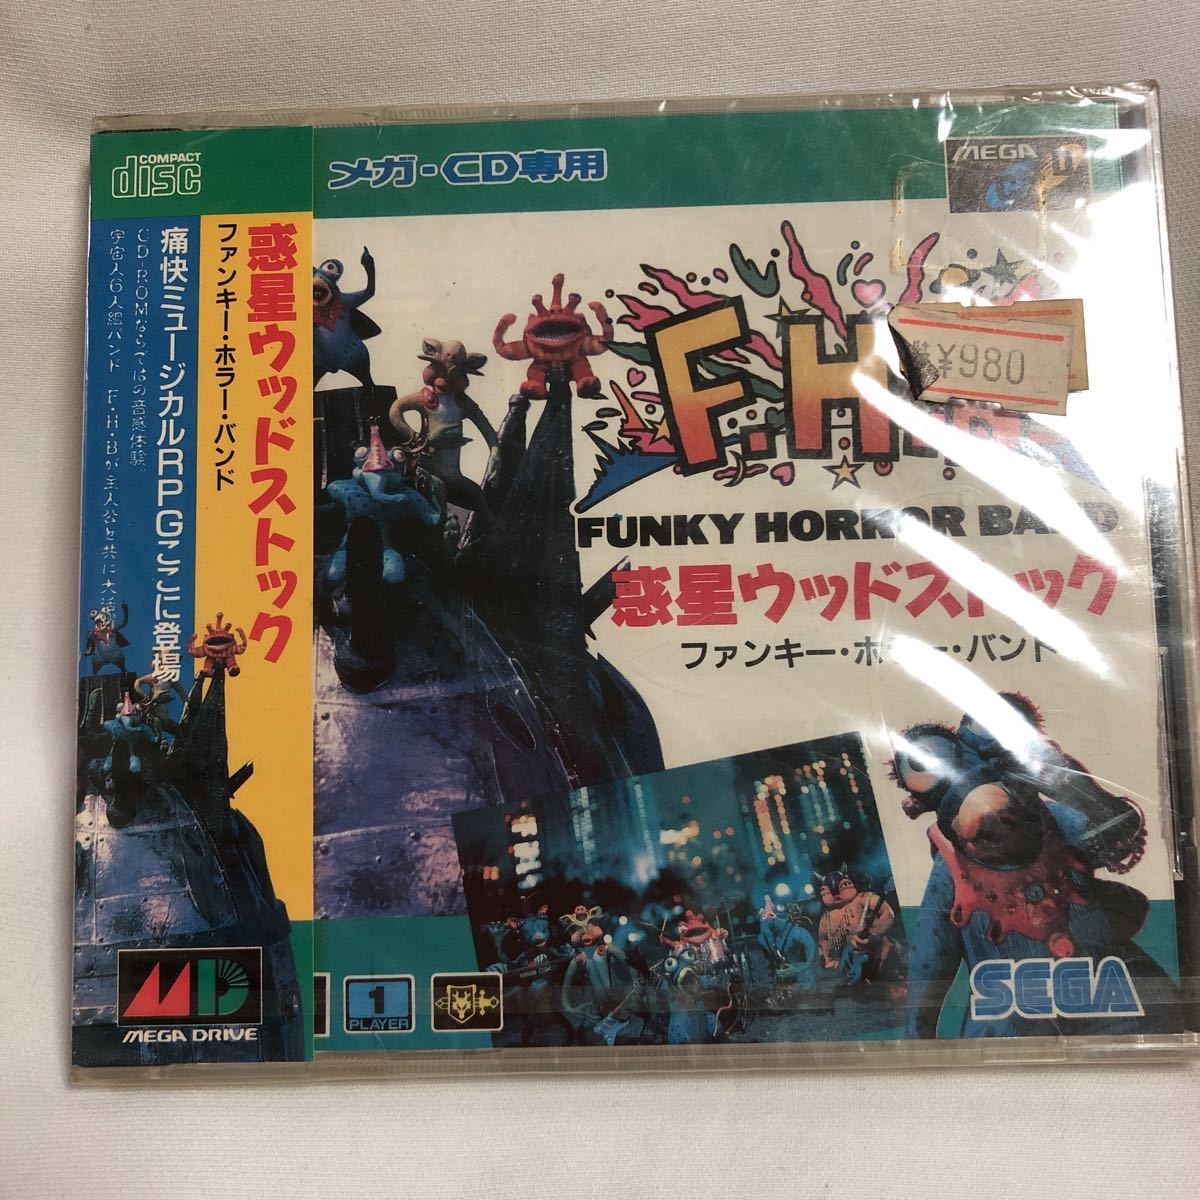 COMPACT
disc
メガ-CD専用
MEGA
CD
惑星ウッドストック
ファンキー・ホラー・バンド
痛快ミュージカルRPGここに登場
CD-ROMならではの音感体験。
宇宙人6人組バンド F・H・Bが主人公と共に大活
F.H.B.
¥980
FUNKY HORROR BAND
惑星ウッドストック
ファンキー・ホラー・バンド
MD
MEGA DRIVE
1
PLAYER
SEGA